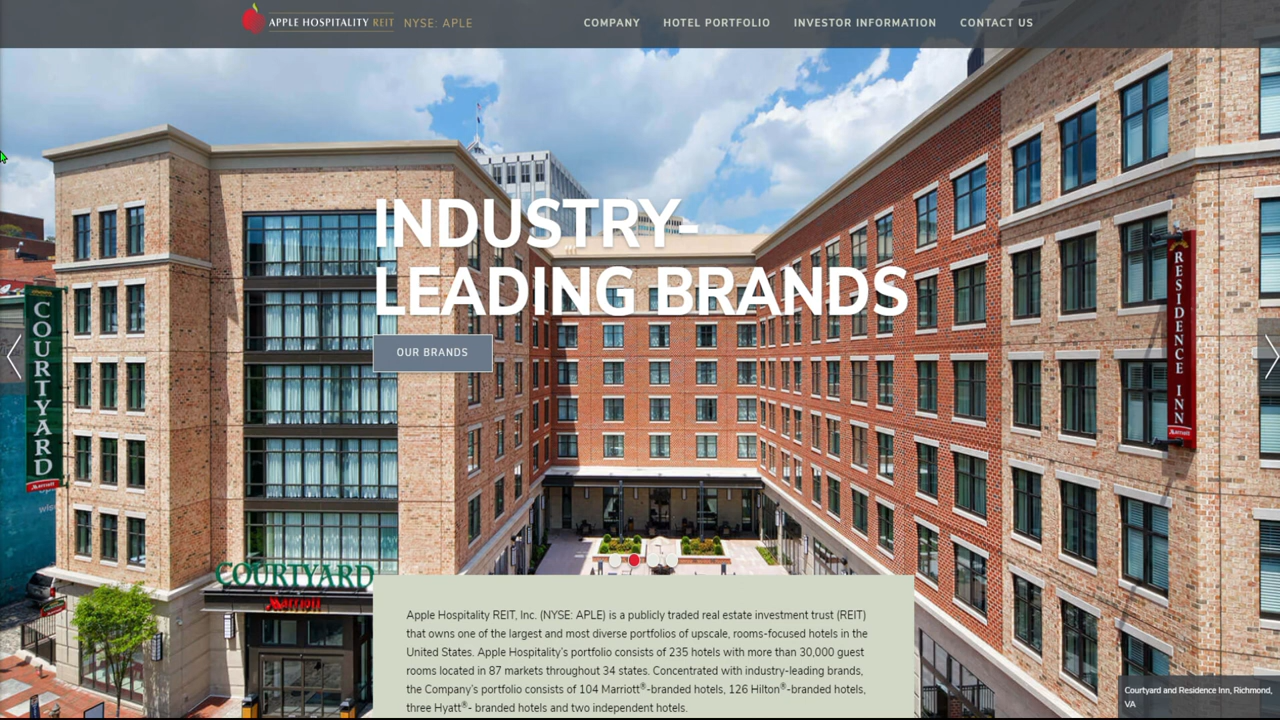 APPLE HOSPITALITY REIT NYSE: APLE
COMPANY HOTEL PORTFOLIO INVESTOR INFORMATION CONTACT US
INDUSTRY-
LEADING BRANDS
OUR BRANDS
COURTYARD
Marriott
RESIDENCE INN
Marriott
COURTYARD
Marriott
Apple Hospitality REIT, Inc. (NYSE: APLE) is a publicly traded real estate investment trust (REIT)
that owns one of the largest and most diverse portfolios of upscale, rooms-focused hotels in the
United States. Apple Hospitality's portfolio consists of 235 hotels with more than 30,000 guest
rooms located in 87 markets throughout 34 states. Concentrated with industry-leading brands,
the Company's portfolio consists of 104 Marriott®-branded hotels, 126 Hilton®-branded hotels,
three Hyatt®- branded hotels and two independent hotels.
Courtyard and Residence Inn, Richmond,
VA